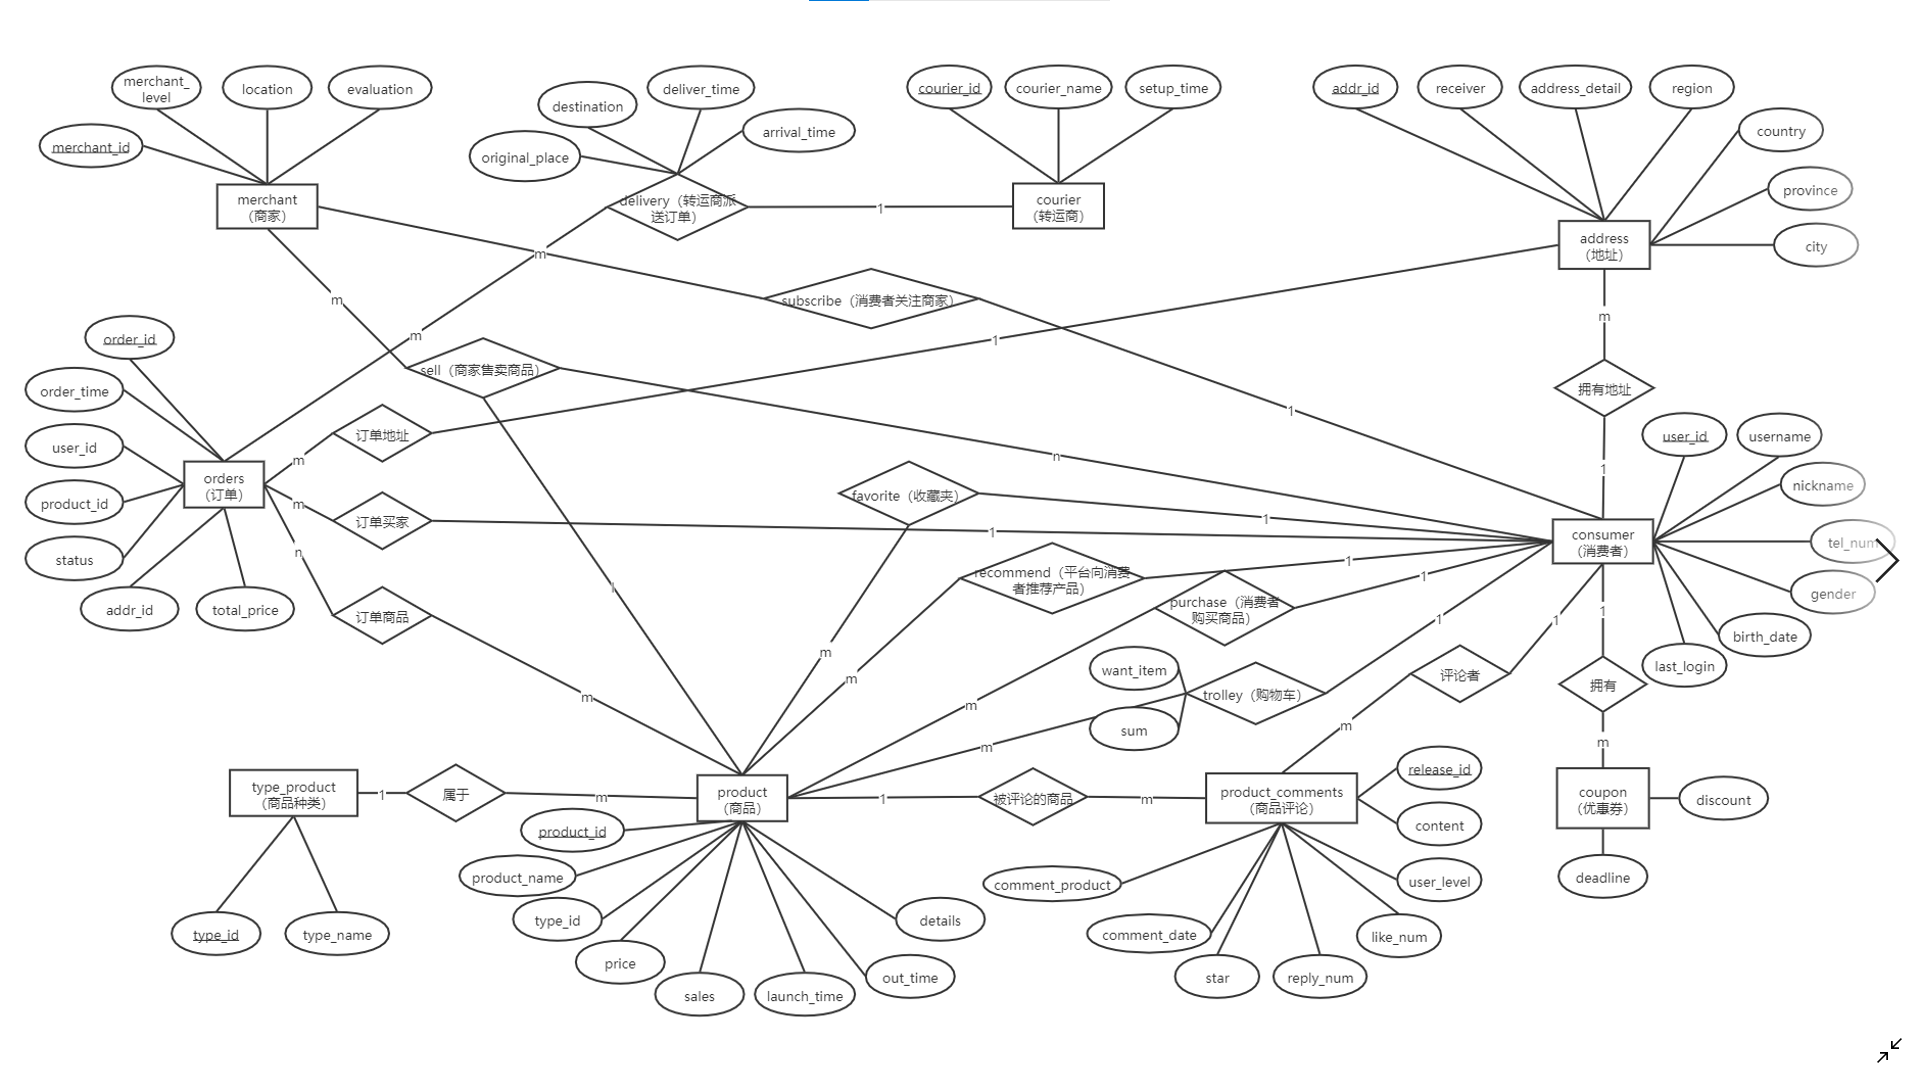 merchant_
level
location
evaluation
merchant_id
merchant
（商家）
destination
deliver_time
original_place
arrival_time
delivery（转运商派
送订单）
1
courier_id
courier_name
setup_time
courier
（转运商）
addr_id
receiver
address_detail
region
country
province
city
address
（地址）
m
m
m
subscribe（消费者关注商家）
1
m
order_id
order_time
user_id
product_id
status
addr_id
total_price
orders
（订单）
sell（商家售卖商品）
订单地址
m
订单买家
m
n
订单商品
拥有地址
1
1
n
favorite（收藏夹）
1
1
recommend（平台向消费
者推荐产品）
1
purchase（消费者
购买商品）
1
user_id
username
nickname
tel_num
gender
birth_date
last_login
consumer
（消费者）
want_item
sum
trolley（购物车）
1
评论者
1
1
拥有
m
m
m
m
m
m
m
type_product
（商品种类）
1
属于
m
product
（商品）
1
被评论的商品
m
product_comments
（商品评论）
release_id
content
user_level
like_num
reply_num
star
comment_date
comment_product
coupon
（优惠券）
discount
deadline
type_id
type_name
product_id
product_name
type_id
price
sales
launch_time
out_time
details